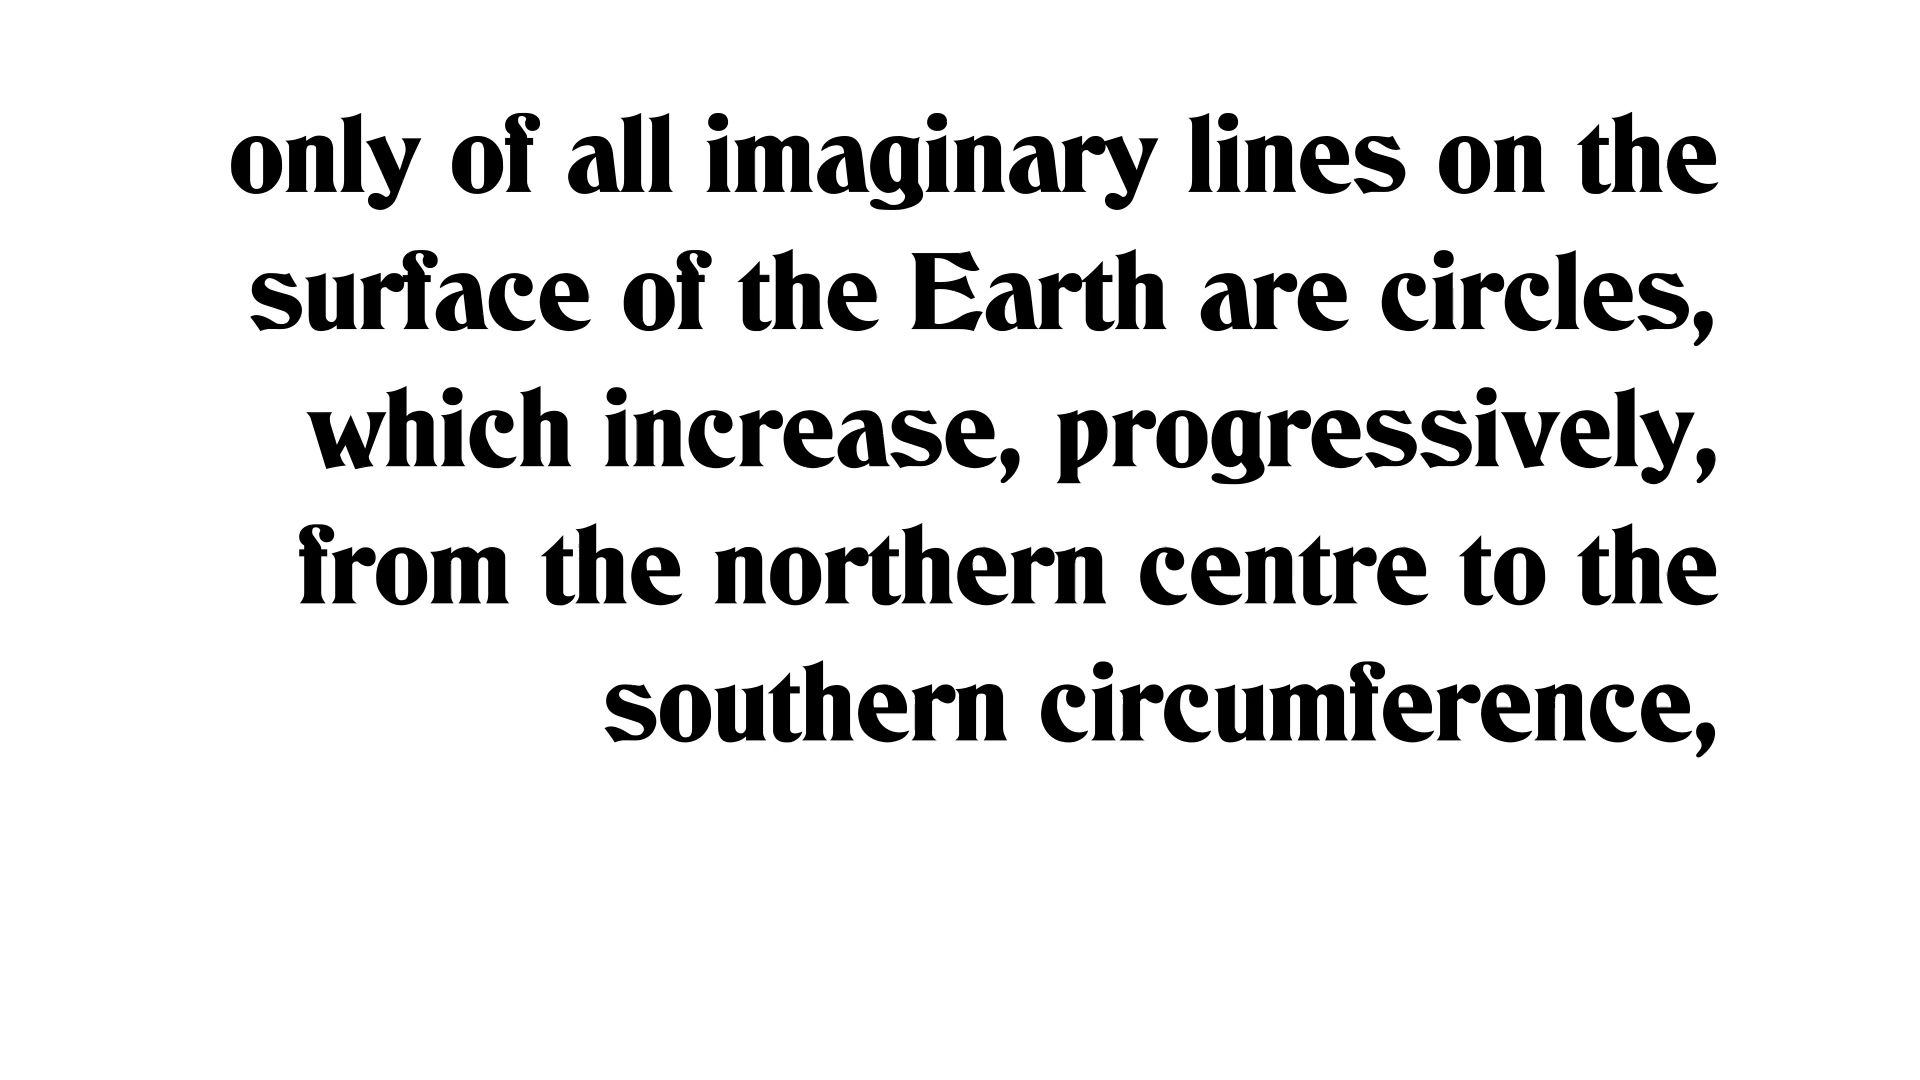 only of all imaginary lines on the
surface of the Earth are circles,
which increase, progressively,
from the northern centre to the
southern circumference,